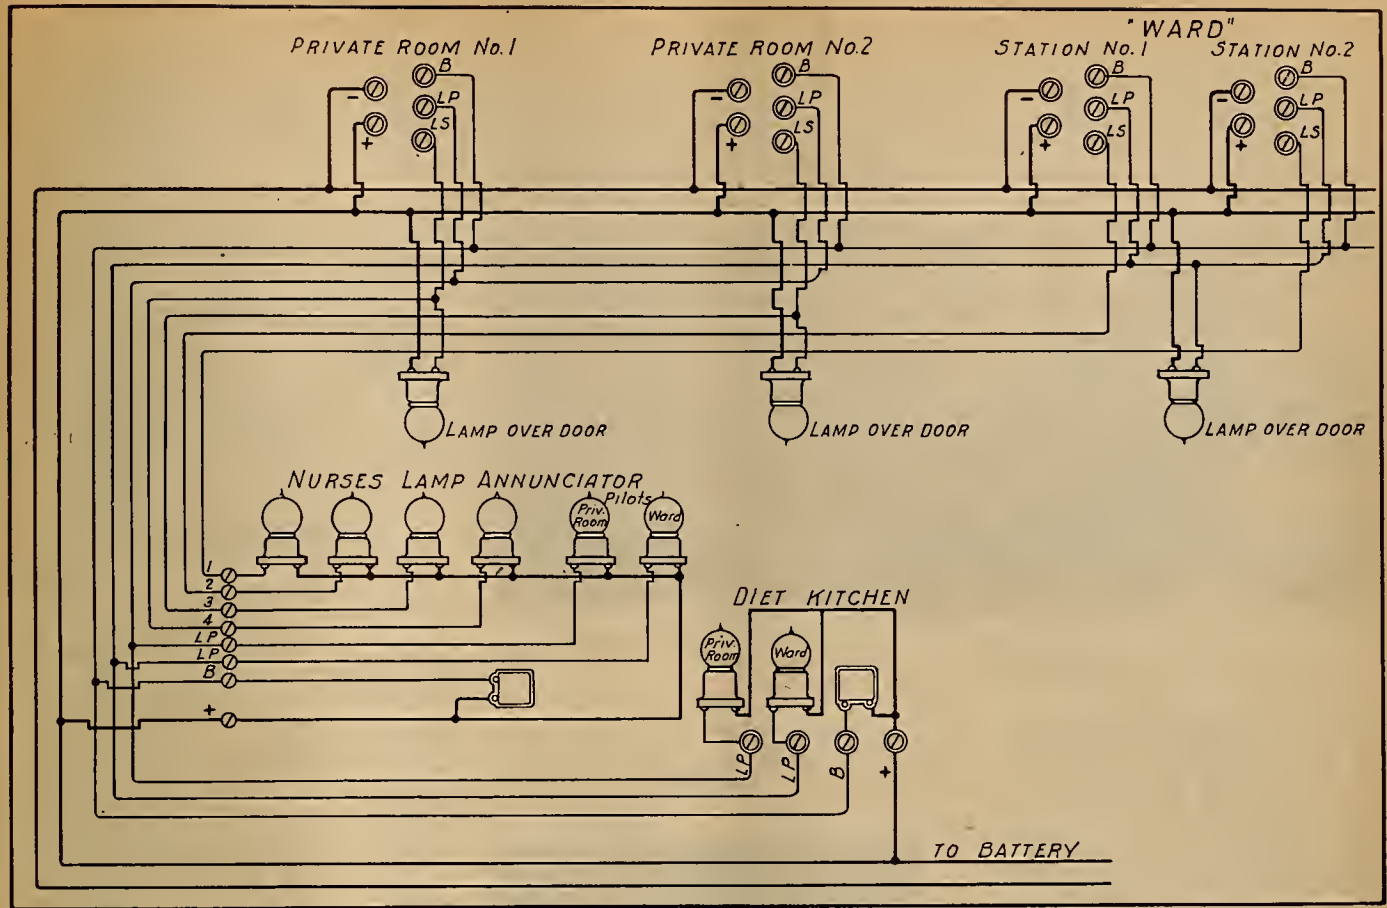 "WARD"
PRIVATE ROOM No. 1 PRIVATE ROOM No. 2 STATION No. 1 STATION No. 2
B B B B
- LP - LP - LP - LP
+ LS + LS + LS + LS
LAMP OVER DOOR LAMP OVER DOOR LAMP OVER DOOR
NURSES LAMP ANNUNCIATOR
Pilots
Priv. Room Ward
1
2
3
4
LP
LP
B
+
DIET KITCHEN
Priv. Room Ward
LP LP B +
TO BATTERY